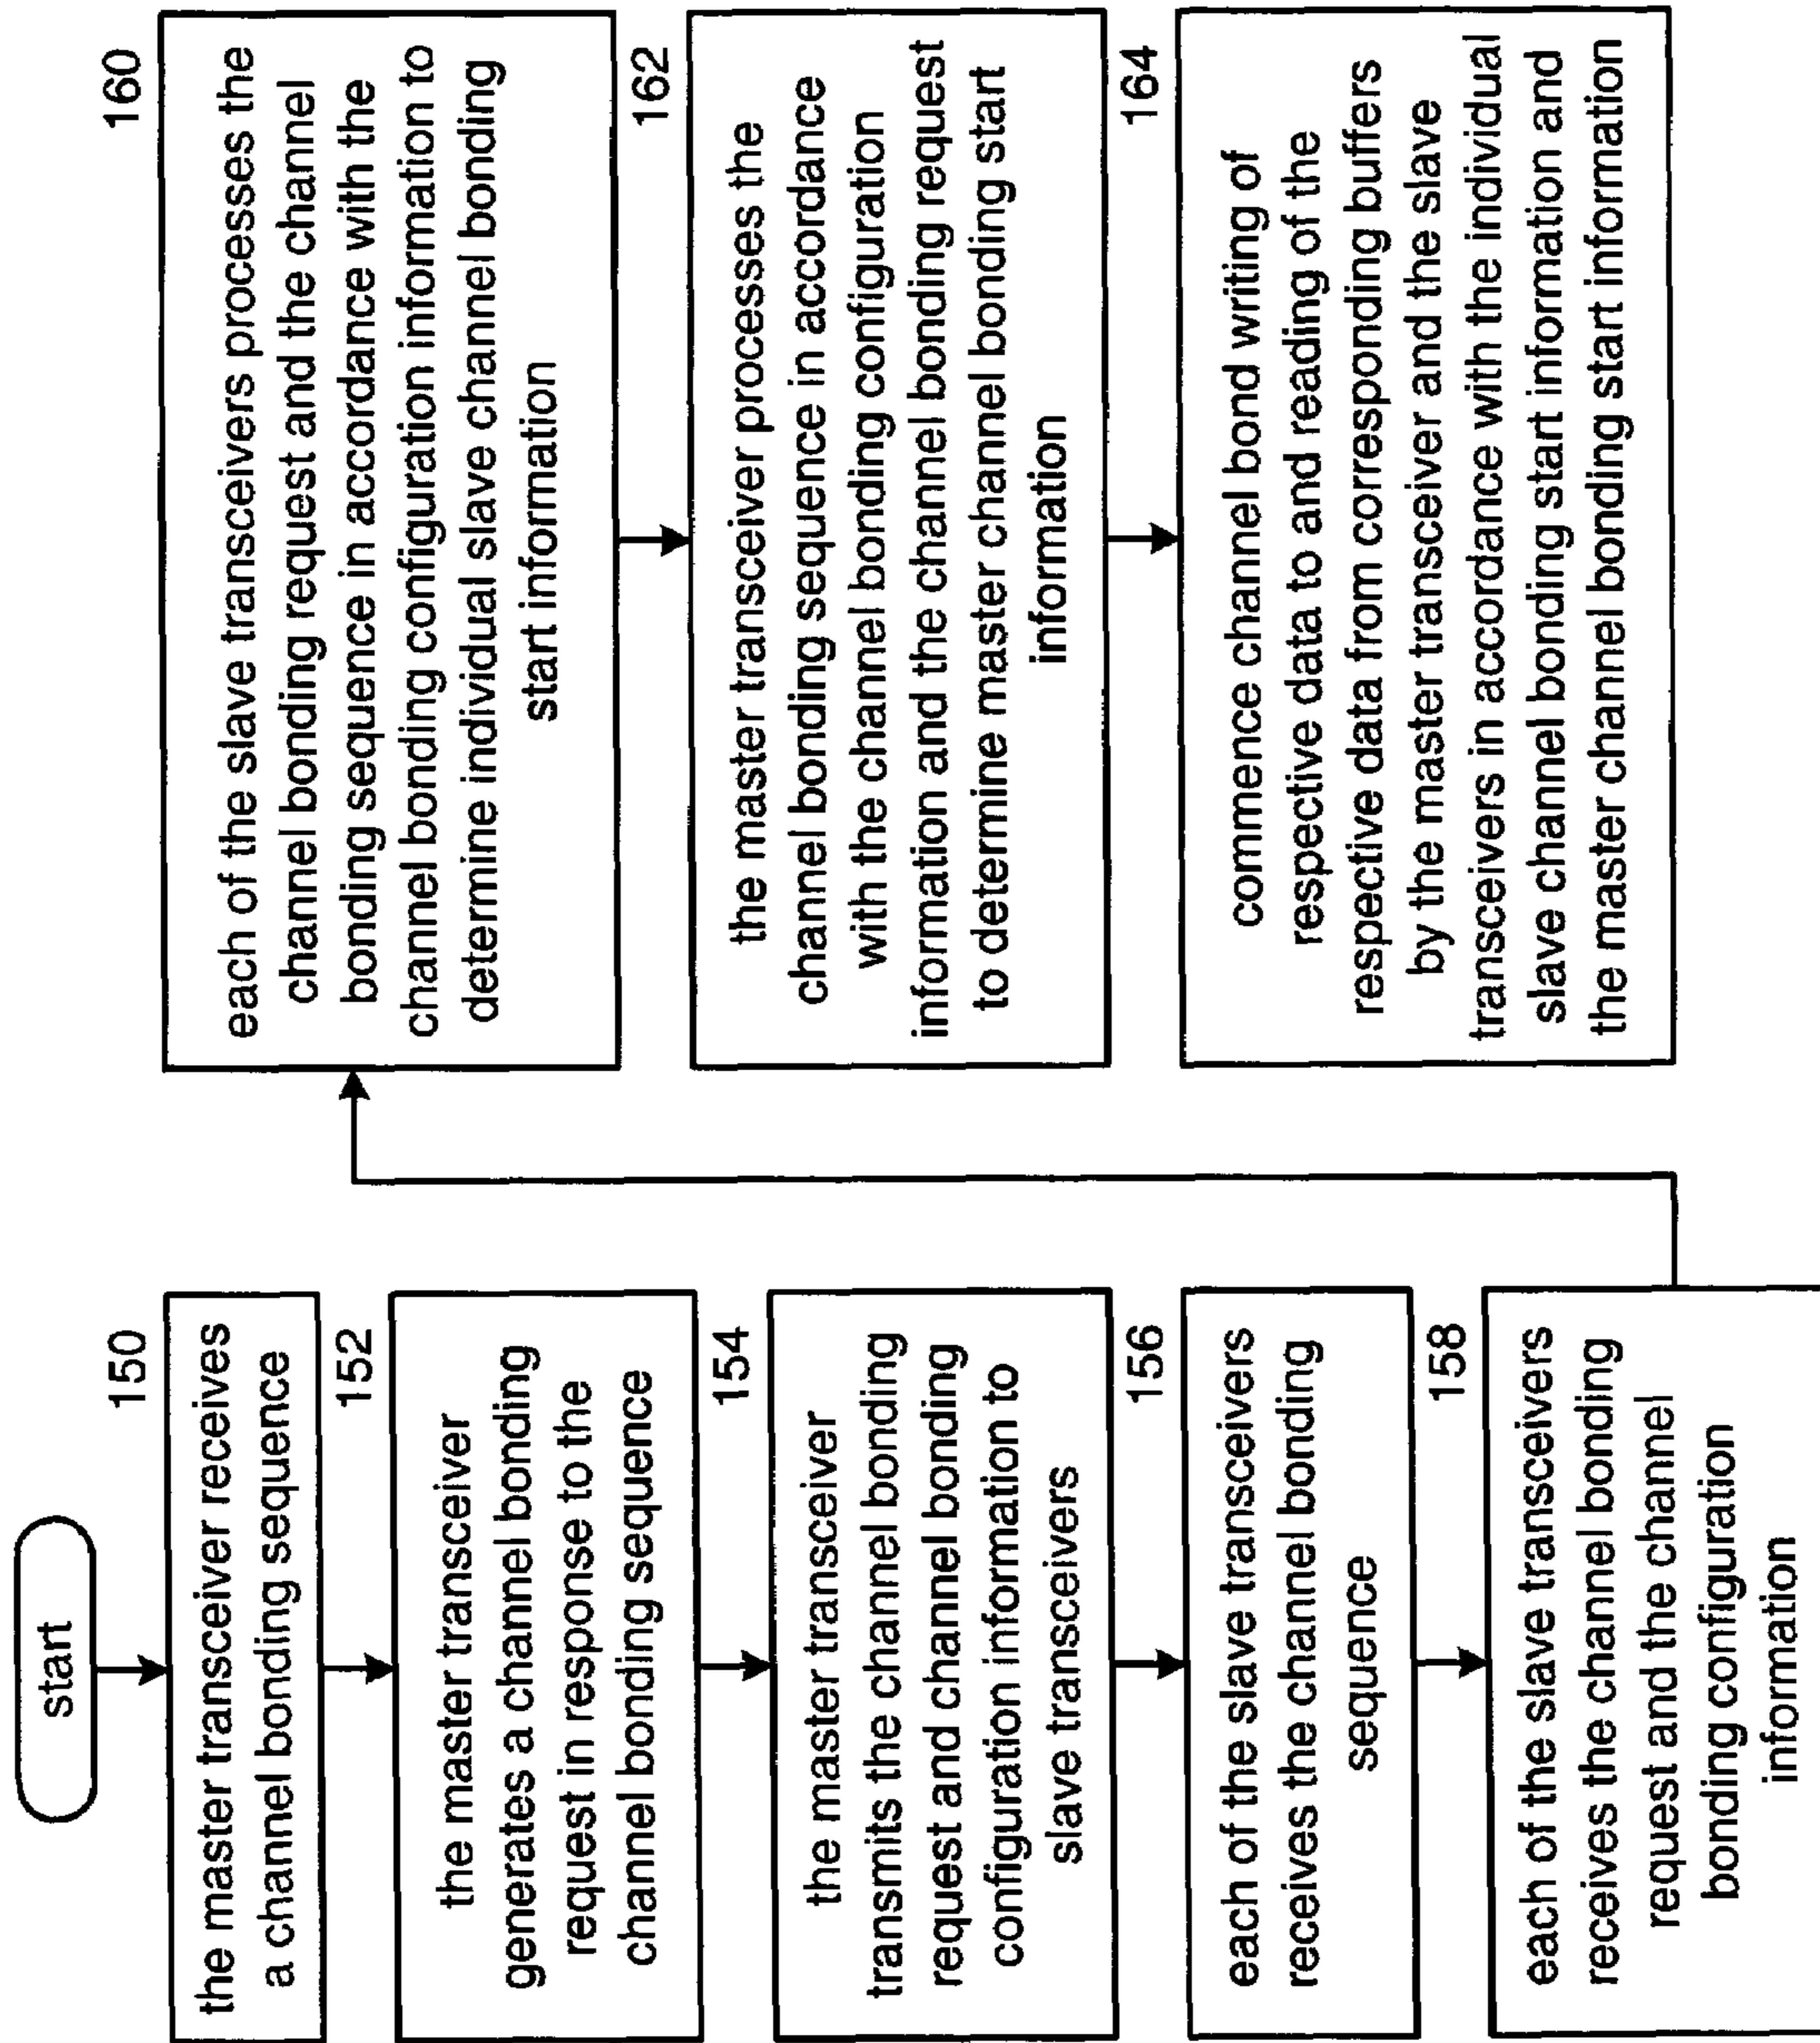 start
150
the master transceiver receives
a channel bonding sequence
152
the master transceiver
generates a channel bonding
request in response to the
channel bonding sequence
154
the master transceiver
transmits the channel bonding
request and channel bonding
configuration information to
slave transceivers
156
each of the slave transceivers
receives the channel bonding
sequence
158
each of the slave transceivers
receives the channel bonding
request and the channel
bonding configuration
information
160
each of the slave transceivers processes the
channel bonding request and the channel
bonding sequence in accordance with the
channel bonding configuration information to
determine individual slave channel bonding
start information
162
the master transceiver processes the
channel bonding sequence in accordance
with the channel bonding configuration
information and the channel bonding request
to determine master channel bonding start
information
164
commence channel bond writing of
respective data to and reading of the
respective data from corresponding buffers
by the master transceiver and the slave
transceivers in accordance with the individual
slave channel bonding start information and
the master channel bonding start information